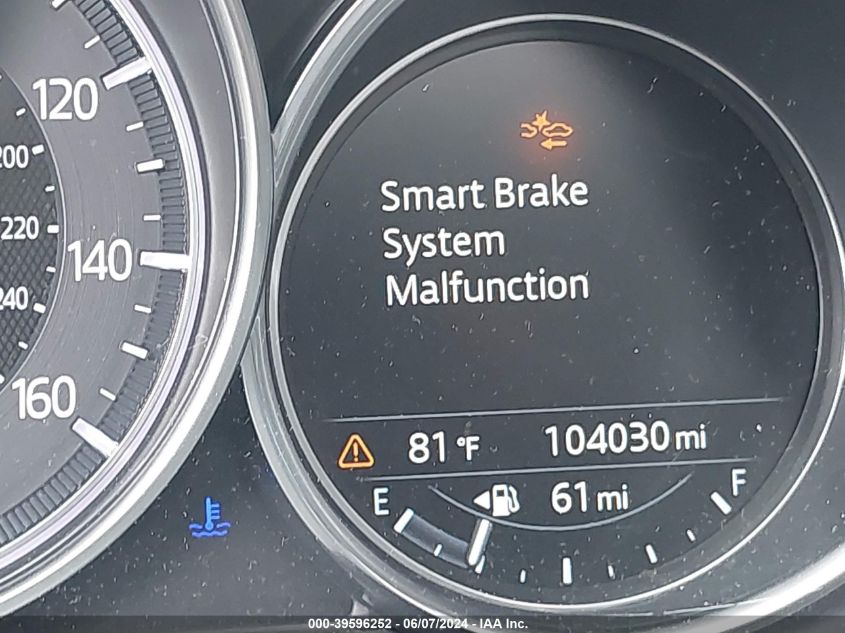 120
200
220
140
240
160
Smart Brake
System
Malfunction
81°F 104030 mi
E 61 mi F
000-39596252 - 06/07/2024 - IAA Inc.